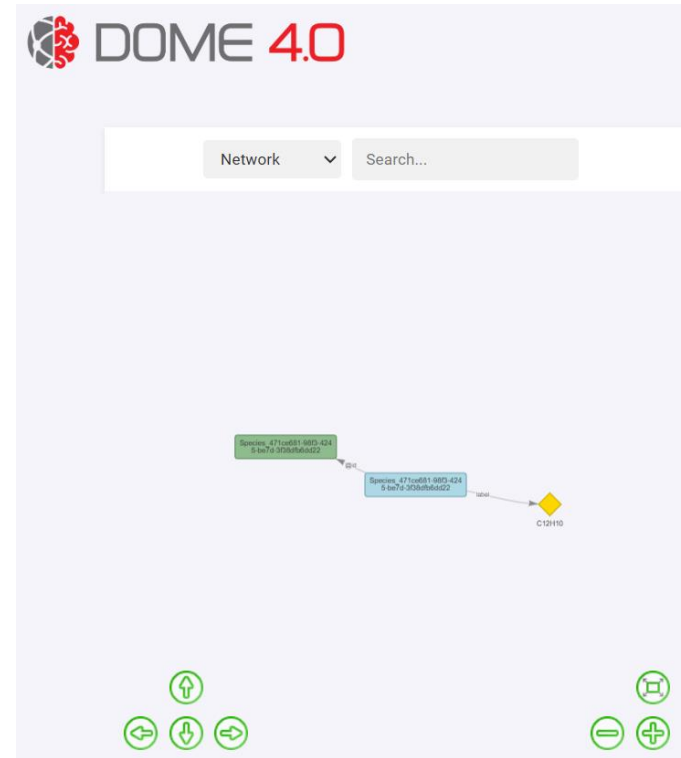 DOME 4.0
Network
Search...
Species_471ce681-98f3-424
5-be7d-3f38dfb6dd22
@id
Species_471ce681-98f3-424
5-be7d-3f38dfb6dd22
label
C12H10